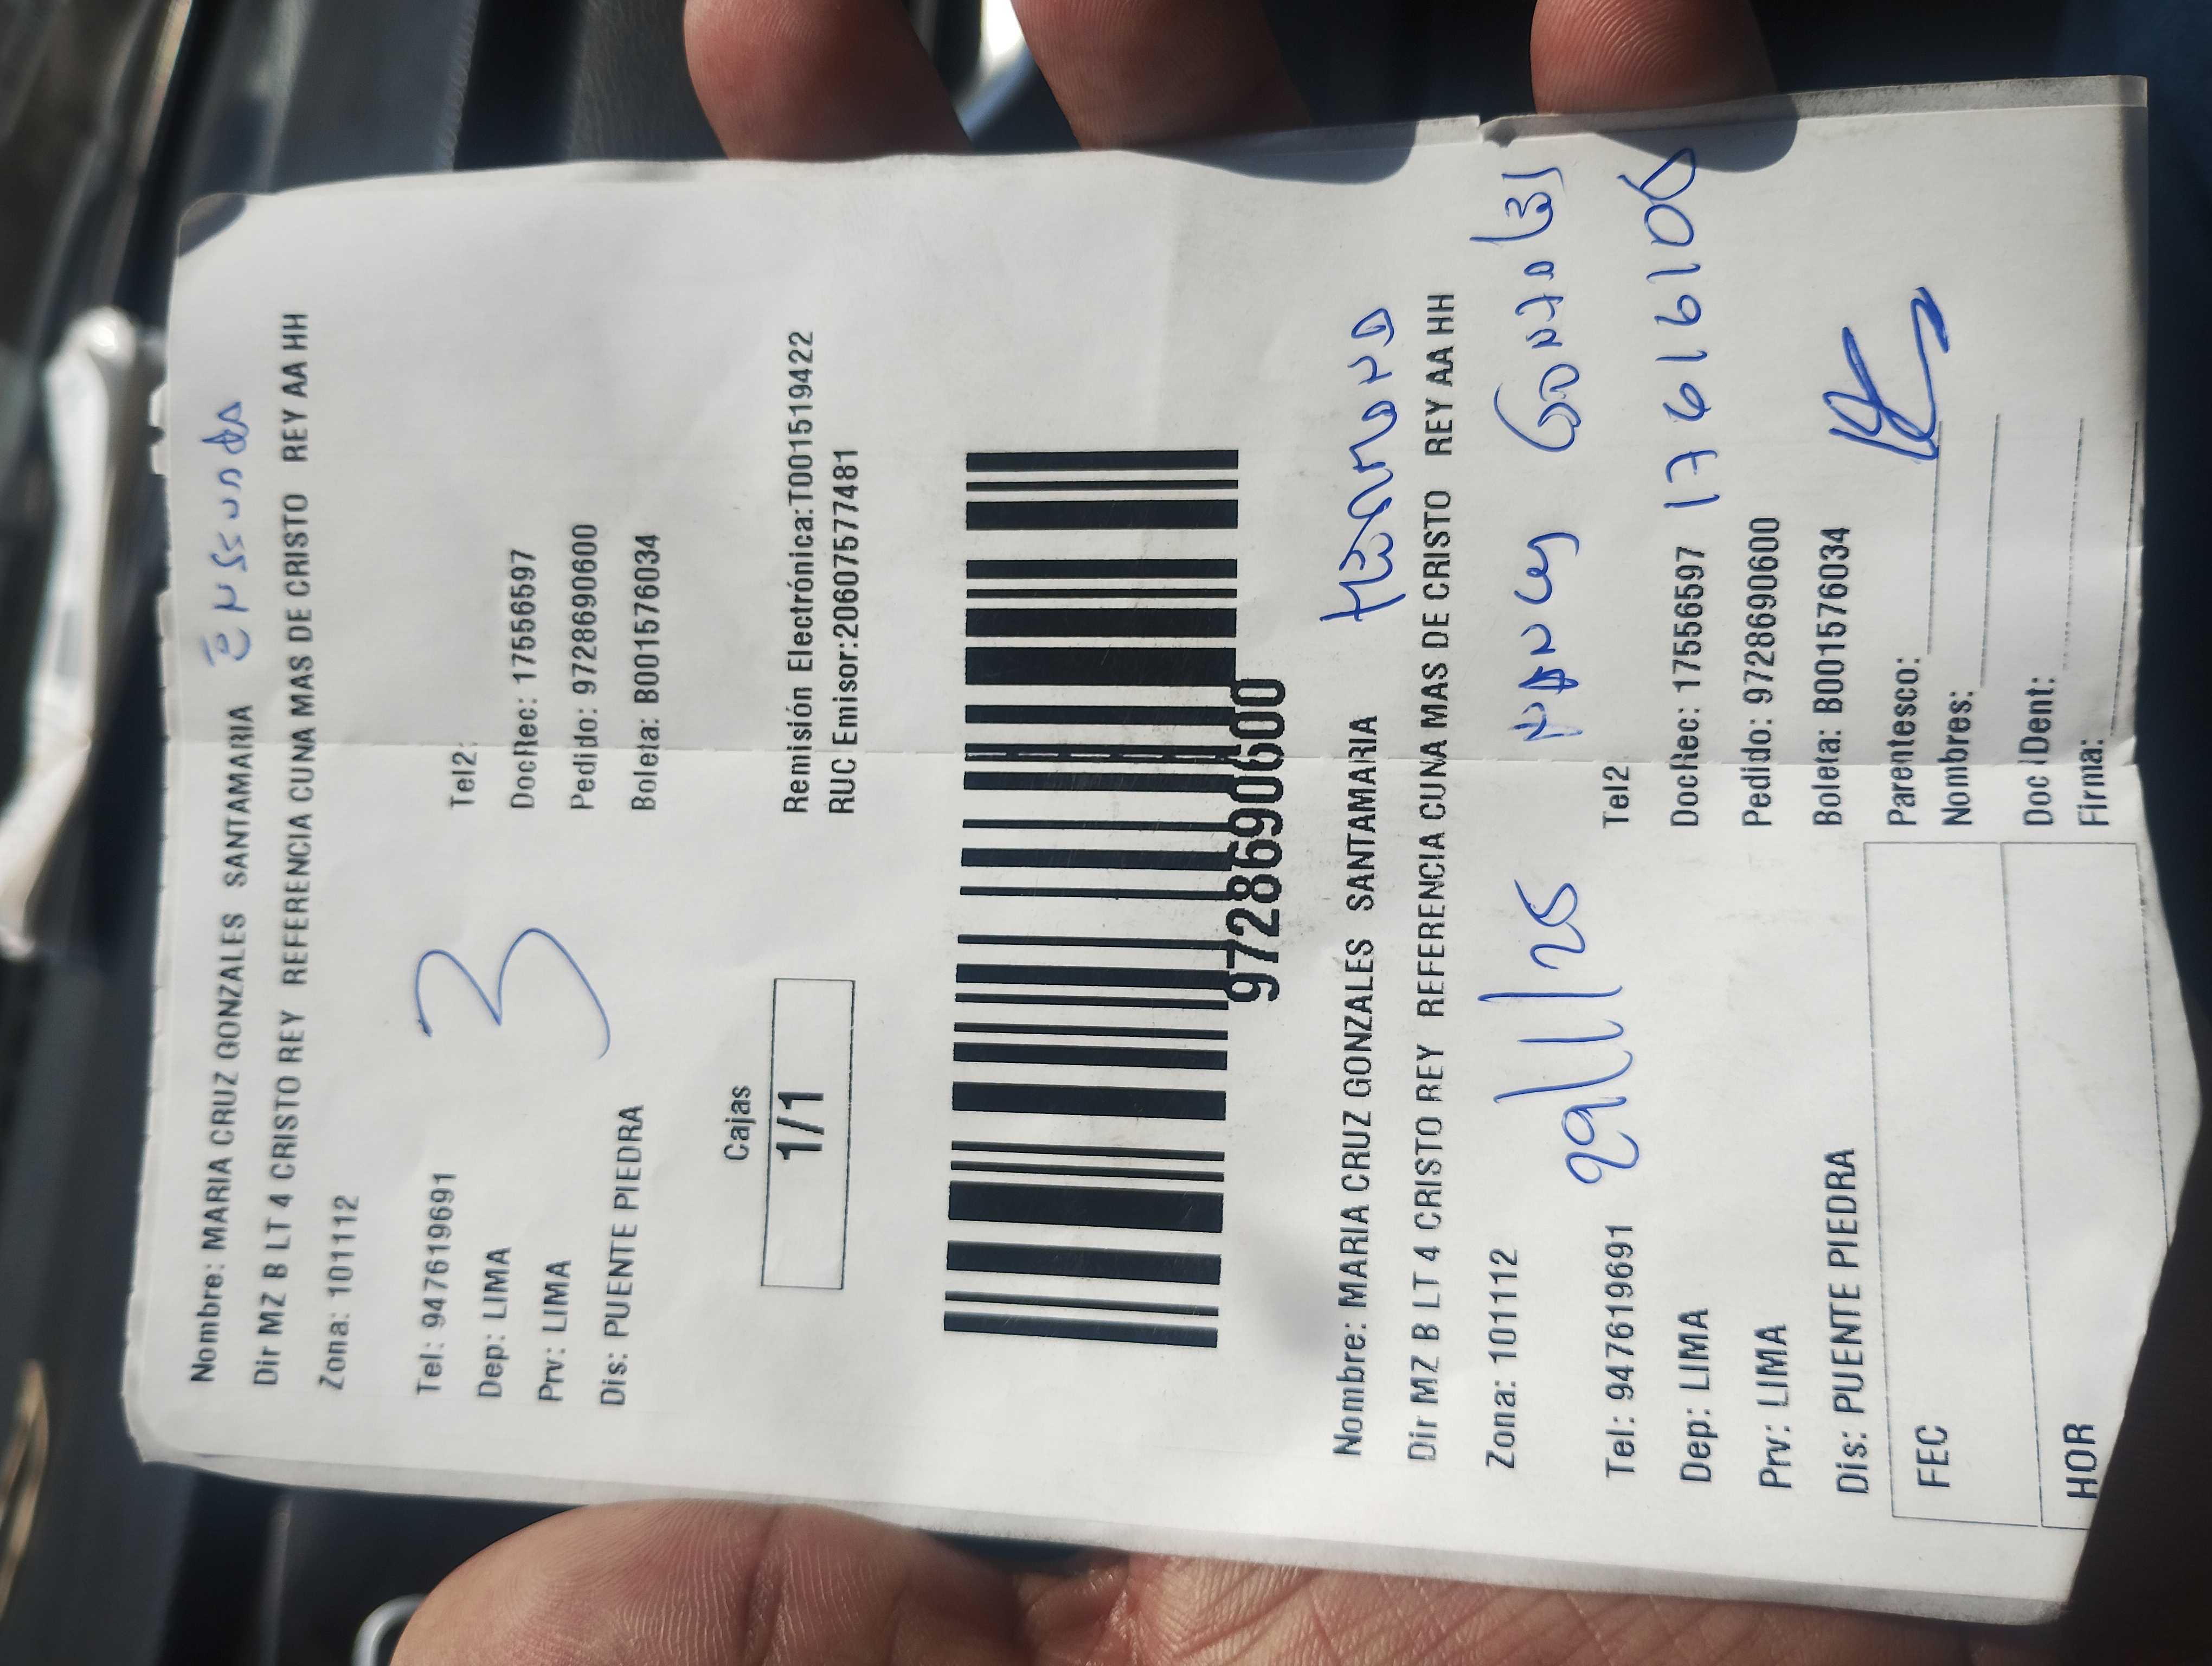 Nombre: MARIA CRUZ GONZALES SANTAMARIA
Dir MZ B LT 4 CRISTO REY REFERENCIA CUNA MAS DE CRISTO REY AA HH
Zona: 101112
3
Tel: 947619691 Tel2:
Dep: LIMA DocRec: 17556597
Prv: LIMA Pedido: 9728690600
Dis: PUENTE PIEDRA Boleta: B001576034
Cajas
1/1
Remisión Electrónica:T001519422
RUC Emisor:20607577481
9728690600
Hermana
Nombre: MARIA CRUZ GONZALES SANTAMARIA
Dir MZ B LT 4 CRISTO REY REFERENCIA CUNA MAS DE CRISTO REY AA HH
Zona: 101112
Nancy Gonzales
Tel: 947619691 Tel2
Dep: LIMA DocRec: 17556597
Prv: LIMA Pedido: 9728690600
Dis: PUENTE PIEDRA Boleta: B001576034
FEC
HOR
Parentesco:
Nombres:
Doc IDent:
Firma: